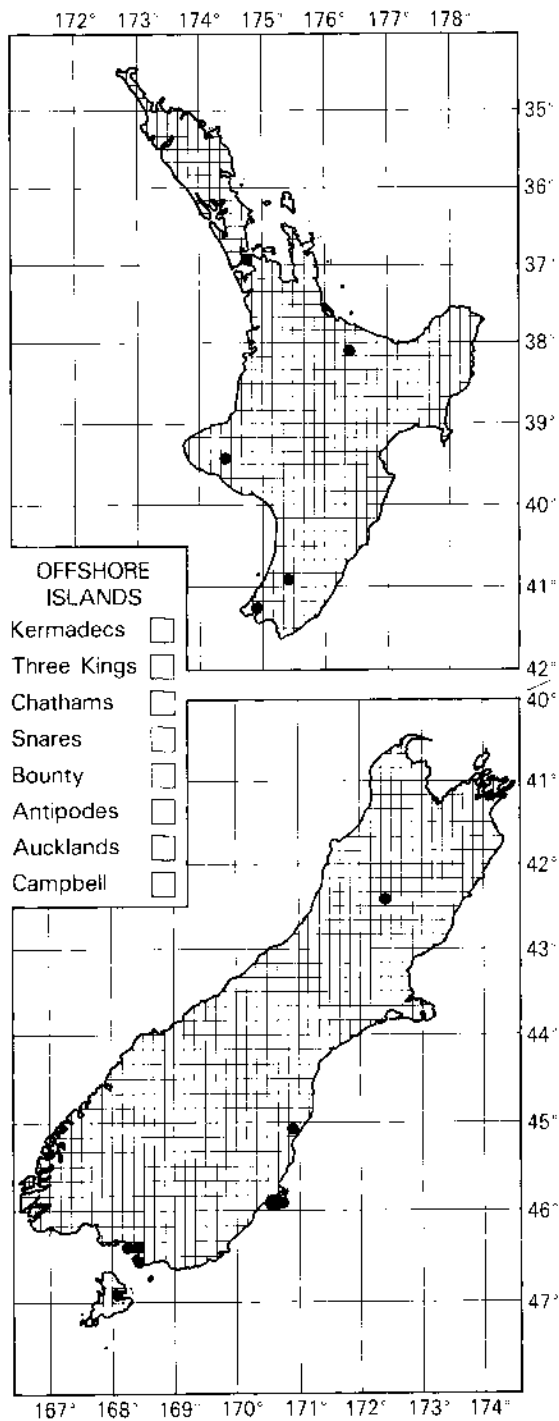 172° 173° 174° 175° 176° 177° 178°
35°
36°
37°
38°
39°
40°
41°
42°
OFFSHORE
ISLANDS
Kermadecs
Three Kings
Chathams
Snares
Bounty
Antipodes
Aucklands
Campbell
40°
41°
42°
43°
44°
45°
46°
47°
167° 168° 169° 170° 171° 172° 173° 174°